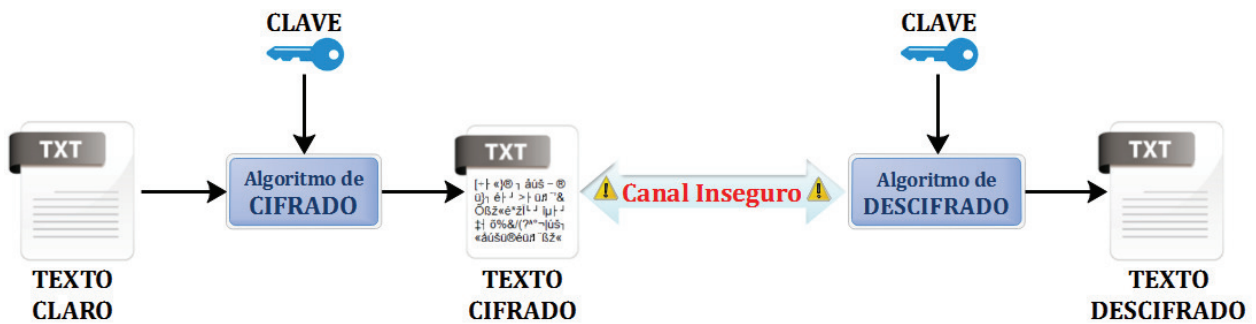 CLAVE
CLAVE
TXT
Algoritmo de
CIFRADO
TXT
Canal Inseguro
Algoritmo de
DESCIFRADO
TXT
TEXTO
CLARO
TEXTO
CIFRADO
TEXTO
DESCIFRADO